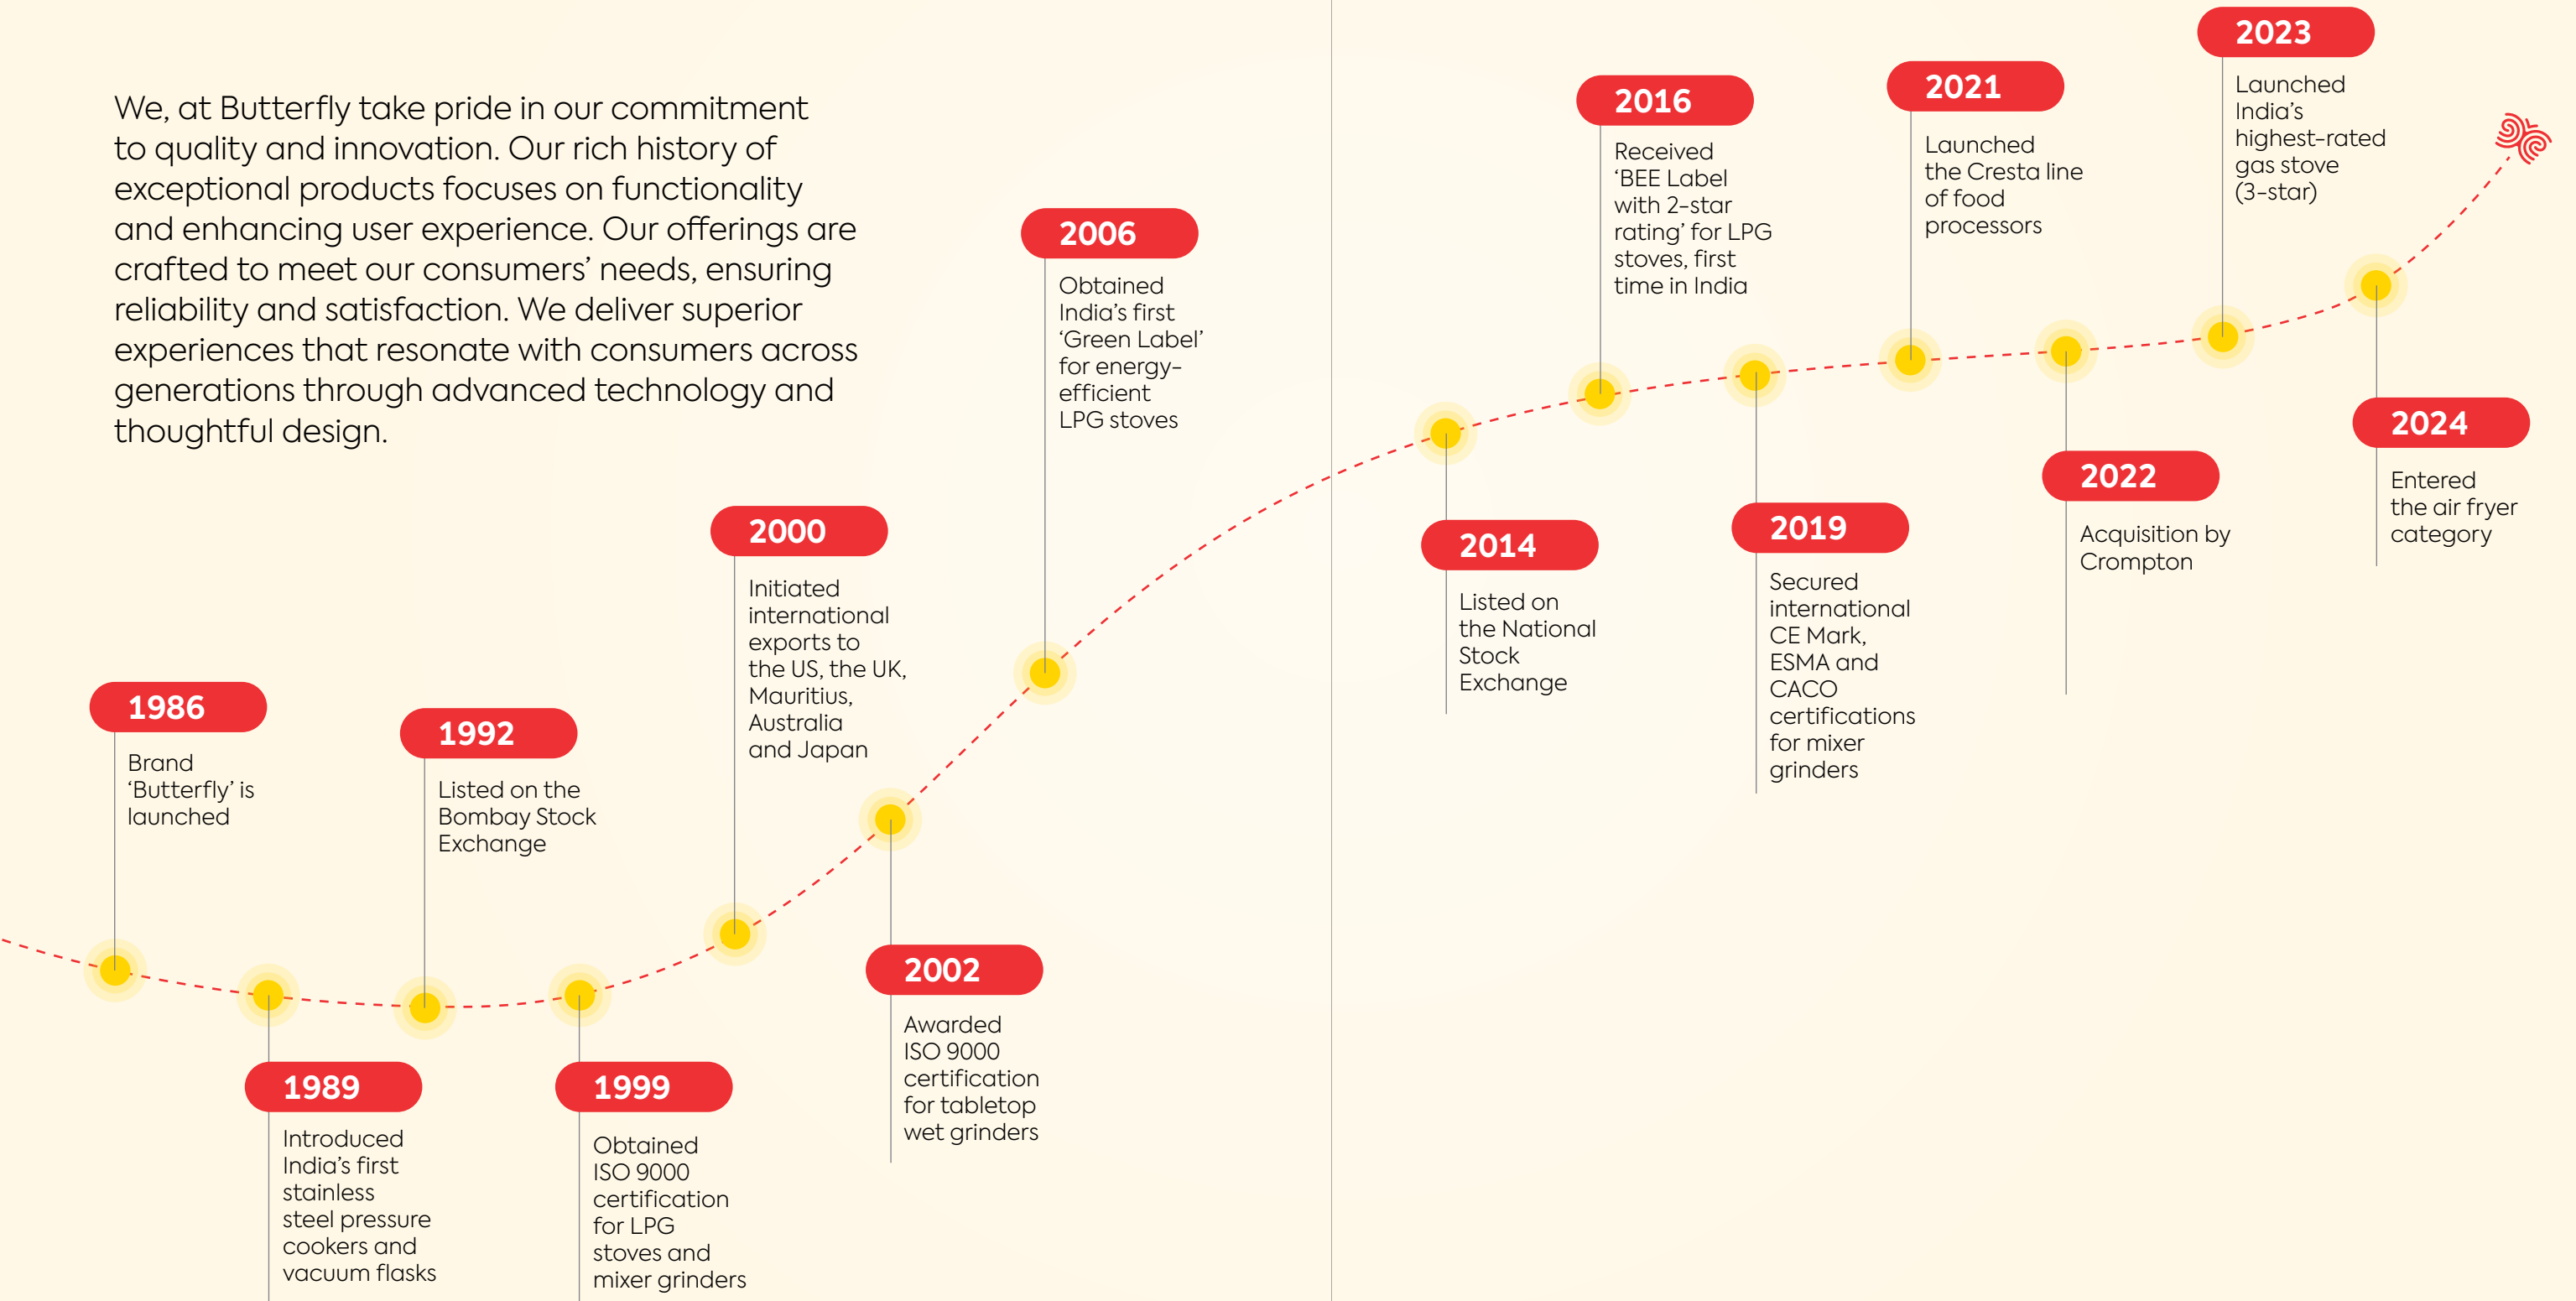 We, at Butterfly take pride in our commitment
to quality and innovation. Our rich history of
exceptional products focuses on functionality
and enhancing user experience. Our offerings are
crafted to meet our consumers’ needs, ensuring
reliability and satisfaction. We deliver superior
experiences that resonate with consumers across
generations through advanced technology and
thoughtful design.
1986
Brand
‘Butterfly’ is
launched
1989
Introduced
India’s first
stainless
steel pressure
cookers and
vacuum flasks
1992
Listed on the
Bombay Stock
Exchange
1999
Obtained
ISO 9000
certification
for LPG
stoves and
mixer grinders
2000
Initiated
international
exports to
the US, the UK,
Mauritius,
Australia
and Japan
2002
Awarded
ISO 9000
certification
for tabletop
wet grinders
2006
Obtained
India’s first
‘Green Label’
for energy-
efficient
LPG stoves
2014
Listed on
the National
Stock
Exchange
2016
Received
‘BEE Label
with 2-star
rating’ for LPG
stoves, first
time in India
2019
Secured
international
CE Mark,
ESMA and
CACO
certifications
for mixer
grinders
2021
Launched
the Cresta line
of food
processors
2022
Acquisition by
Crompton
2023
Launched
India’s
highest-rated
gas stove
(3-star)
2024
Entered
the air fryer
category